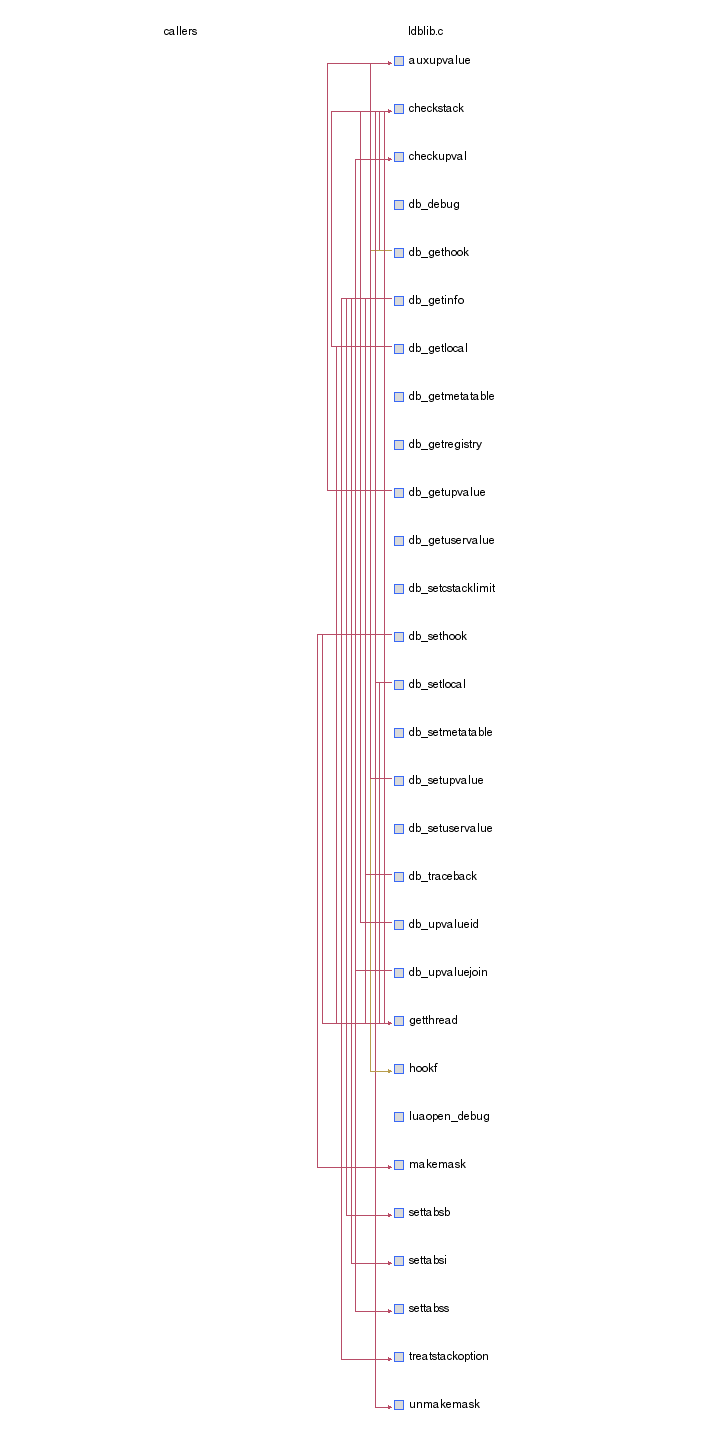 callers ldblib.c
auxupvalue
checkstack
checkupval
db_debug
db_gethook
db_getinfo
db_getlocal
db_getmetatable
db_getregistry
db_getupvalue
db_getuservalue
db_setcstacklimit
db_sethook
db_setlocal
db_setmetatable
db_setupvalue
db_setuservalue
db_traceback
db_upvalueid
db_upvaluejoin
getthread
hookf
luaopen_debug
makemask
settabsb
settabsi
settabss
treatstackoption
unmakemask